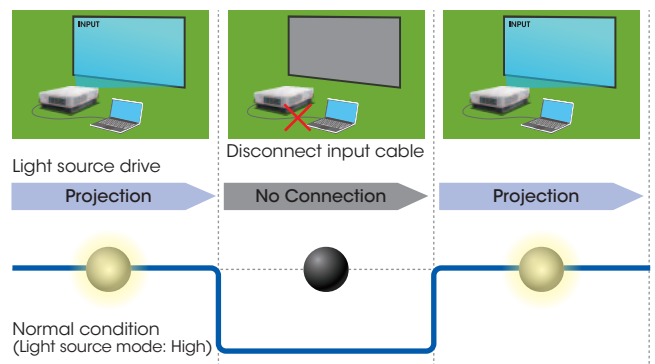 INPUT
INPUT
Disconnect input cable
Light source drive
Projection
No Connection
Projection
Normal condition
(Light source mode: High)